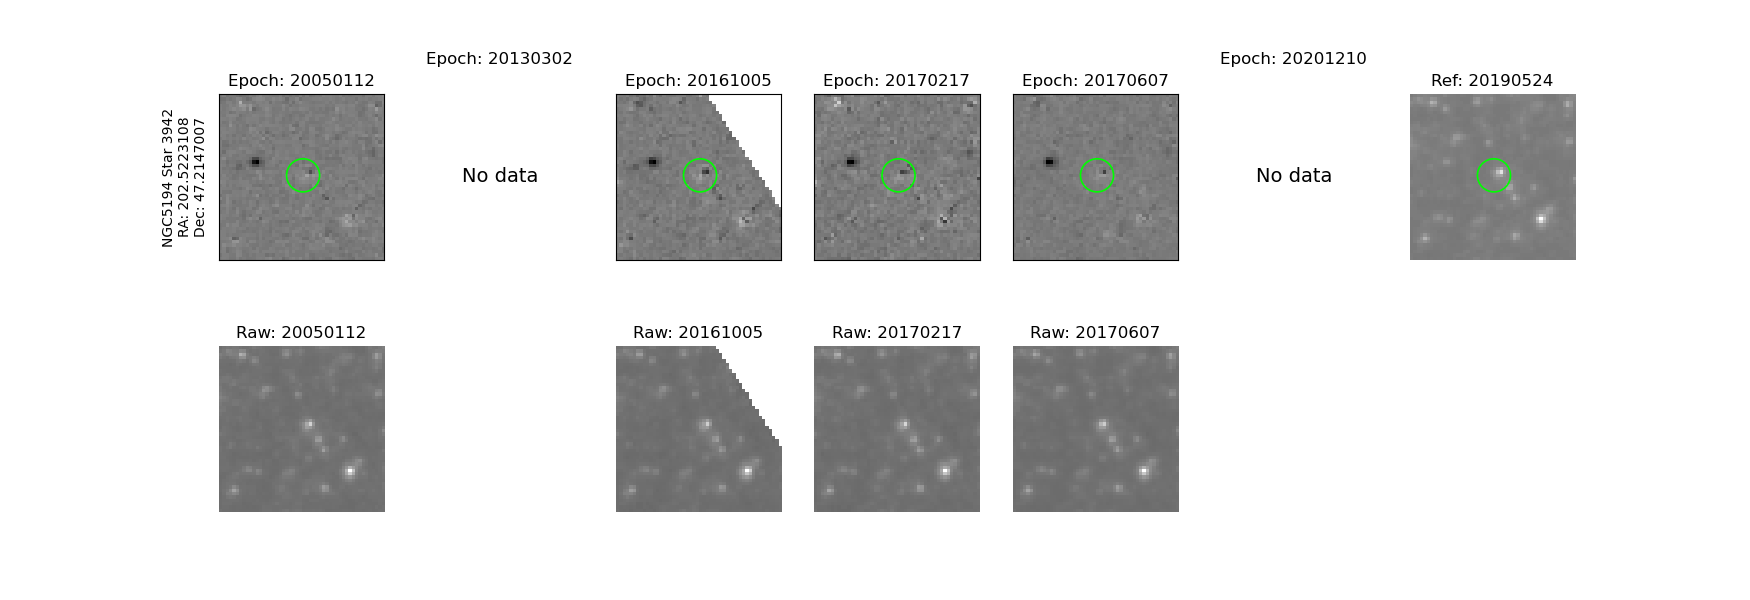 Epoch: 20130302
Epoch: 20201210
Epoch: 20050112
Epoch: 20161005
Epoch: 20170217
Epoch: 20170607
Ref: 20190524
NGC5194 Star 3942
RA: 202.5223108
Dec: 47.2147007
No data
No data
Raw: 20050112
Raw: 20161005
Raw: 20170217
Raw: 20170607